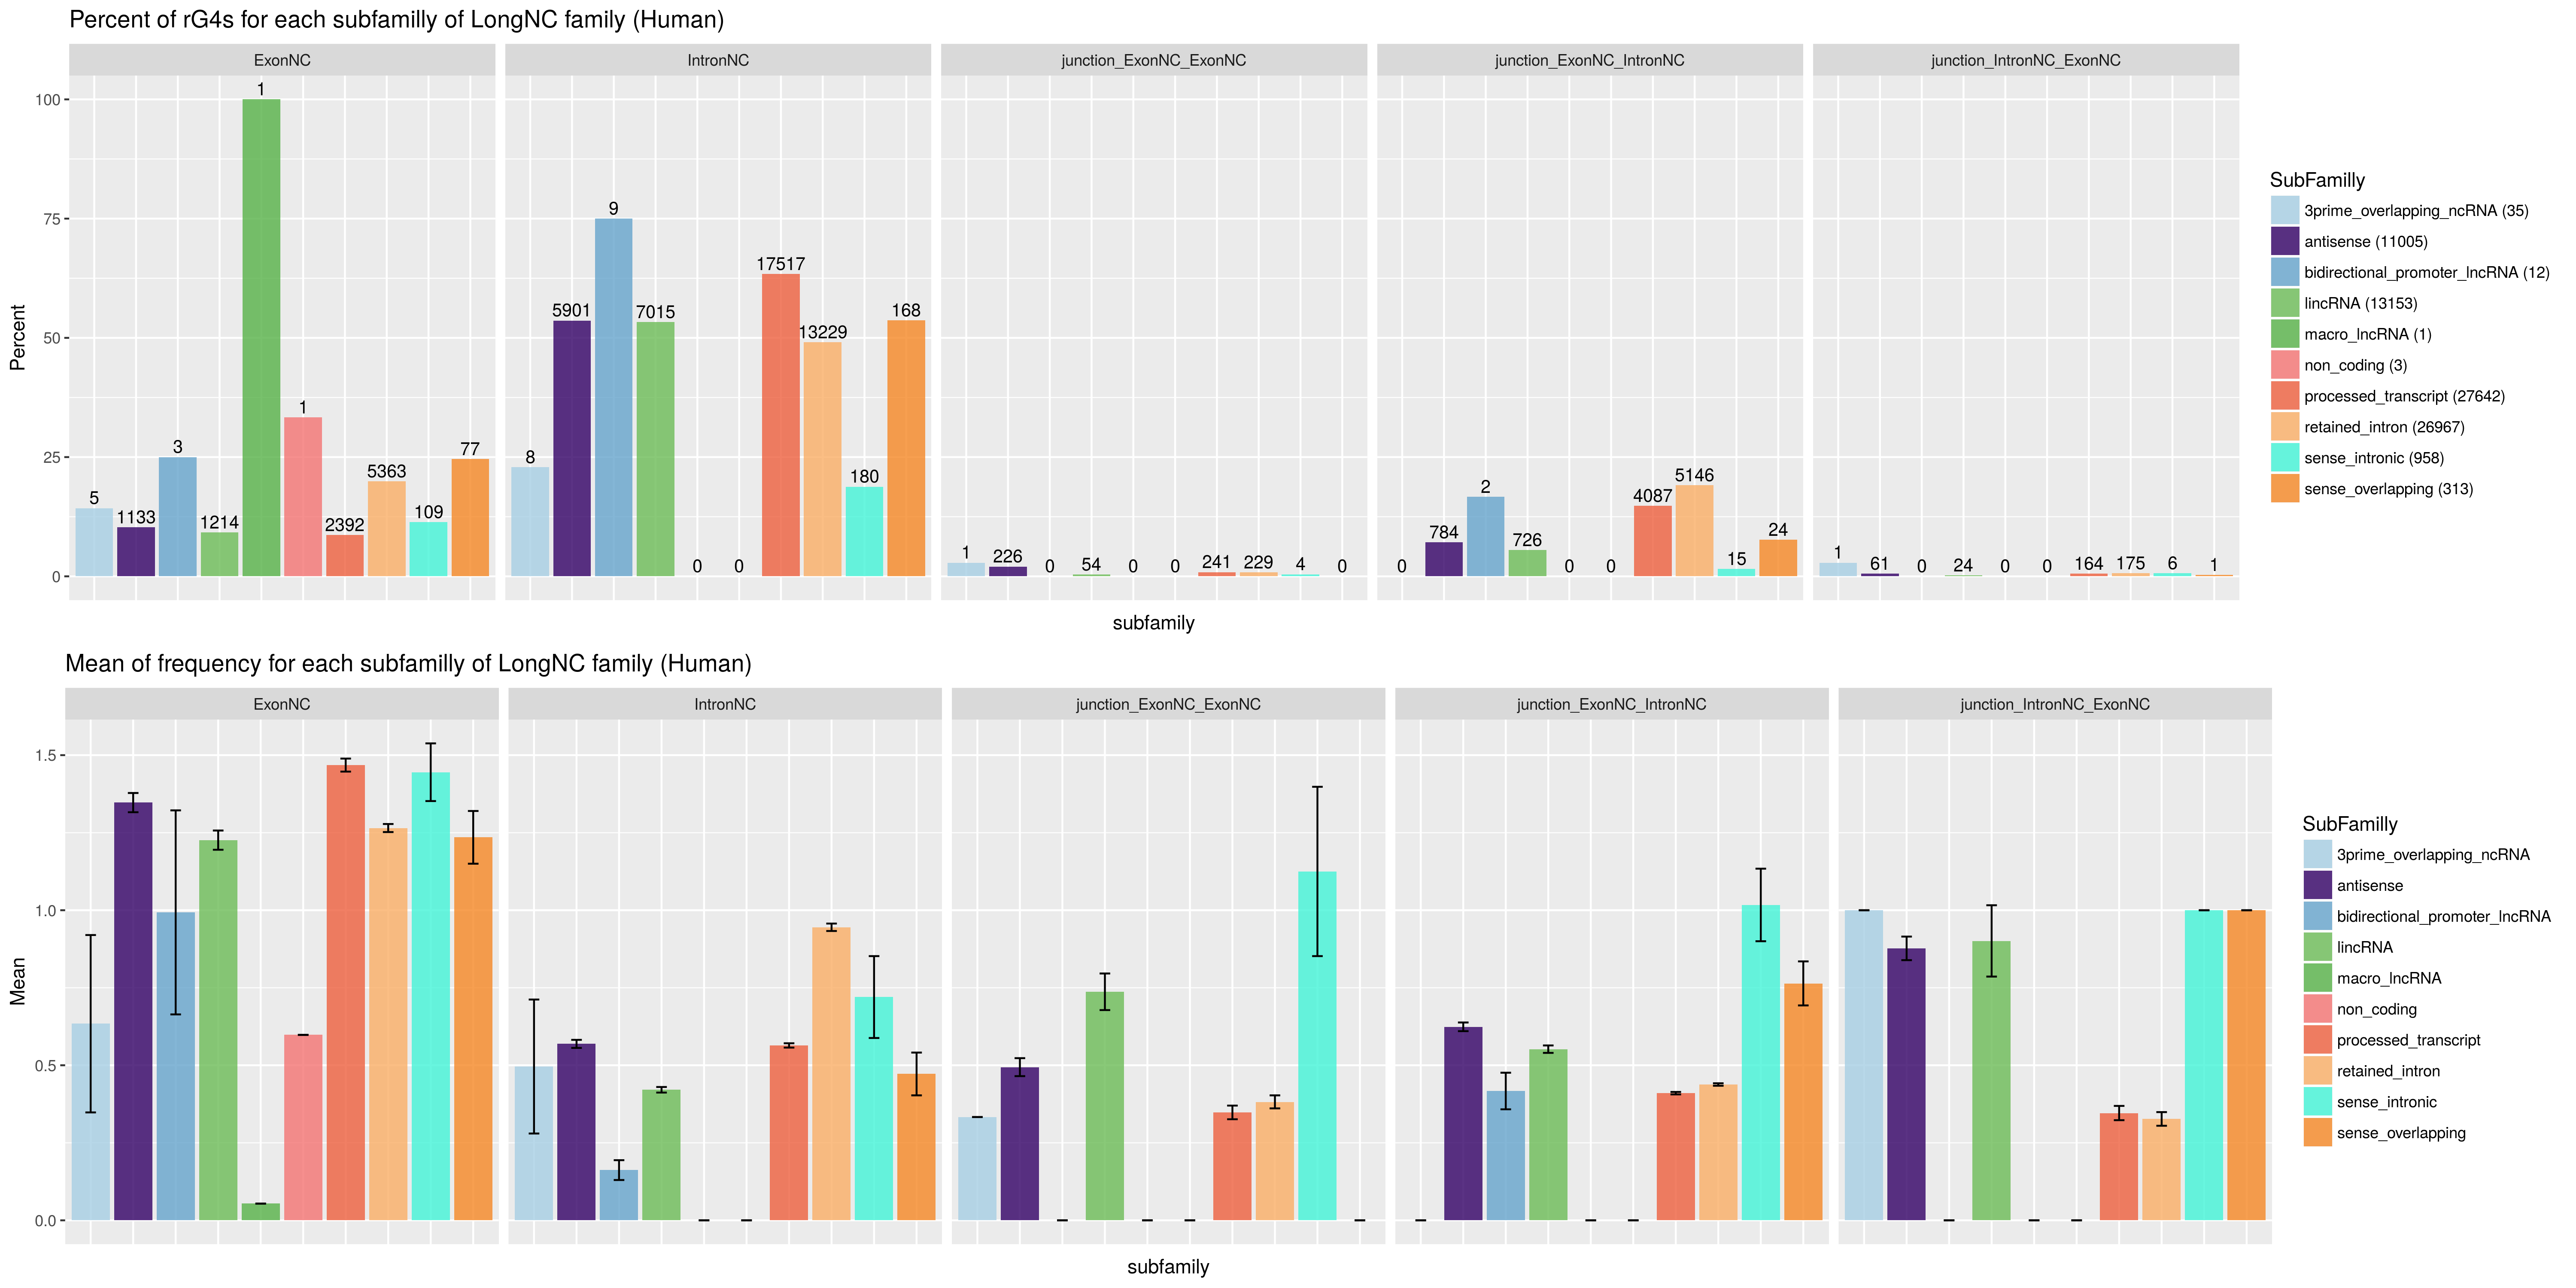 Percent of rG4s for each subfamilly of LongNC family (Human)
ExonNC
IntronNC
junction_ExonNC_ExonNC
junction_ExonNC_IntronNC
junction_IntronNC_ExonNC
Percent
100
75
50
25
0
5
1133
3
1214
1
1
2392
5363
109
77
8
5901
9
7015
0
0
17517
13229
180
168
1
226
0
54
0
0
241
229
4
0
0
784
2
726
0
0
4087
5146
15
24
1
61
0
24
0
0
164
175
6
1
subfamily
SubFamilly
3prime_overlapping_ncRNA (35)
antisense (11005)
bidirectional_promoter_lncRNA (12)
lincRNA (13153)
macro_lncRNA (1)
non_coding (3)
processed_transcript (27642)
retained_intron (26967)
sense_intronic (958)
sense_overlapping (313)
Mean of frequency for each subfamilly of LongNC family (Human)
ExonNC
IntronNC
junction_ExonNC_ExonNC
junction_ExonNC_IntronNC
junction_IntronNC_ExonNC
Mean
1.5
1.0
0.5
0.0
subfamily
SubFamilly
3prime_overlapping_ncRNA
antisense
bidirectional_promoter_lncRNA
lincRNA
macro_lncRNA
non_coding
processed_transcript
retained_intron
sense_intronic
sense_overlapping